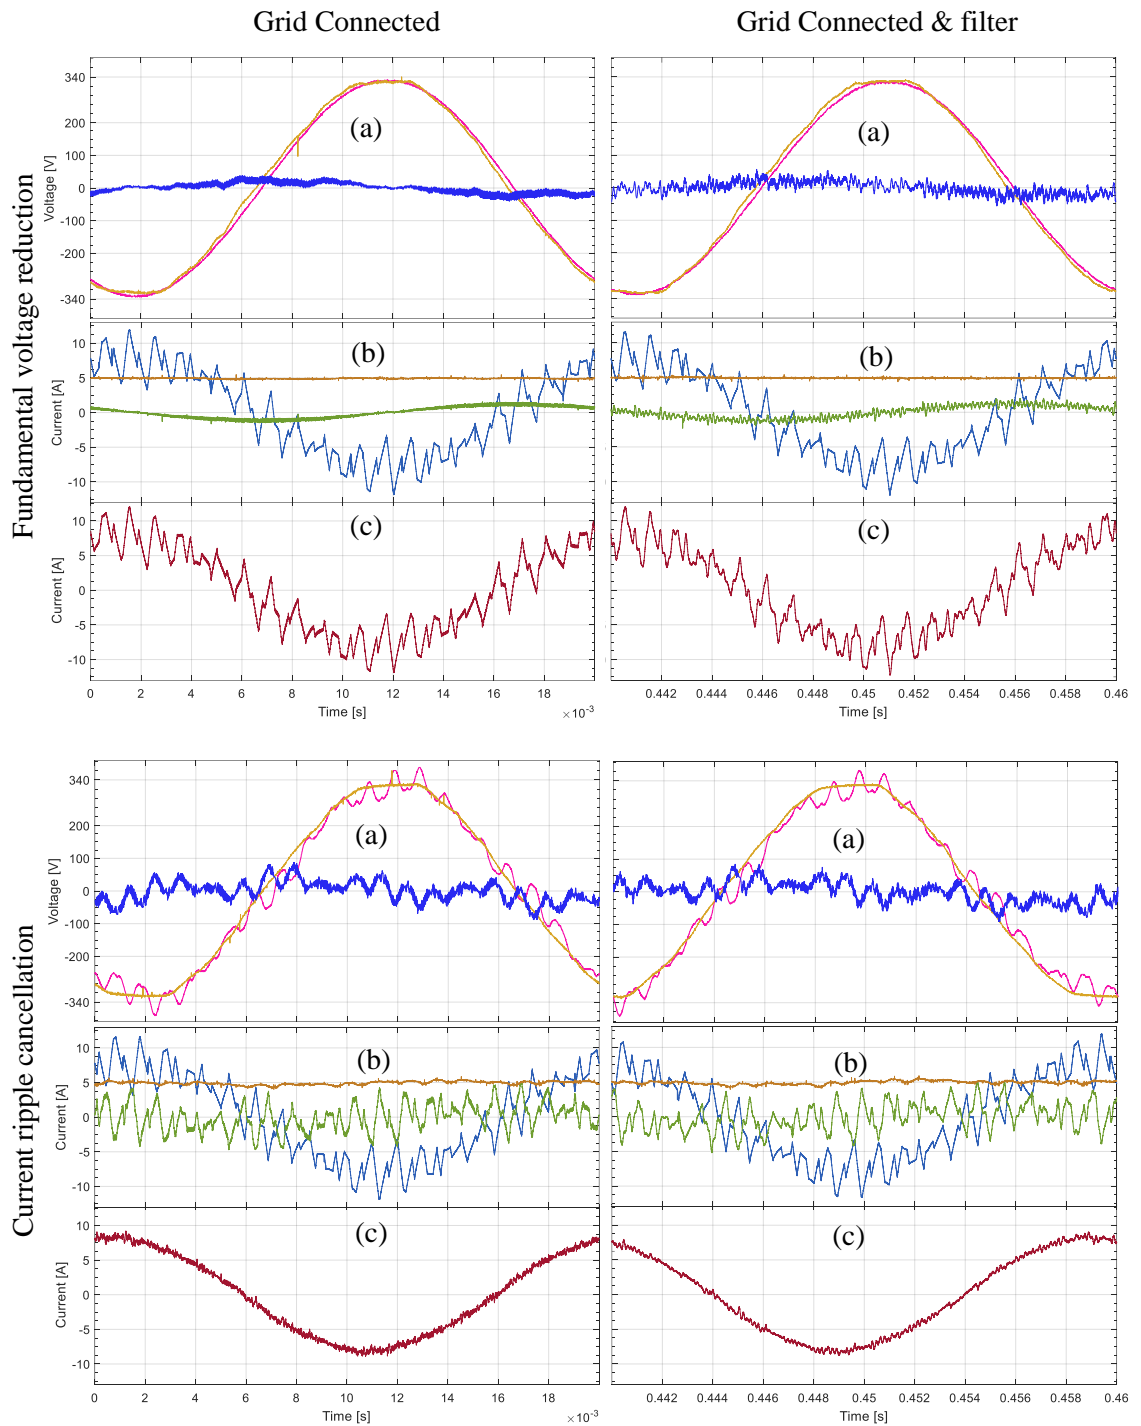 Grid Connected
Grid Connected & filter
Fundamental voltage reduction
Voltage [V]
340
200
100
0
-100
-200
-340
(a)
(a)
Current [A]
10
5
0
-5
-10
(b)
(b)
Current [A]
10
5
0
-5
-10
(c)
(c)
0 2 4 6 8 10 12 14 16 18
0.442 0.444 0.446 0.448 0.45 0.452 0.454 0.456 0.458 0.46
Time [s]
×10⁻³
Time [s]
Current ripple cancellation
Voltage [V]
340
200
100
0
-100
-200
-340
(a)
(a)
Current [A]
10
5
0
-5
-10
(b)
(b)
Current [A]
10
5
0
-5
-10
(c)
(c)
0 2 4 6 8 10 12 14 16 18
0.442 0.444 0.446 0.448 0.45 0.452 0.454 0.456 0.458 0.46
Time [s]
×10⁻³
Time [s]